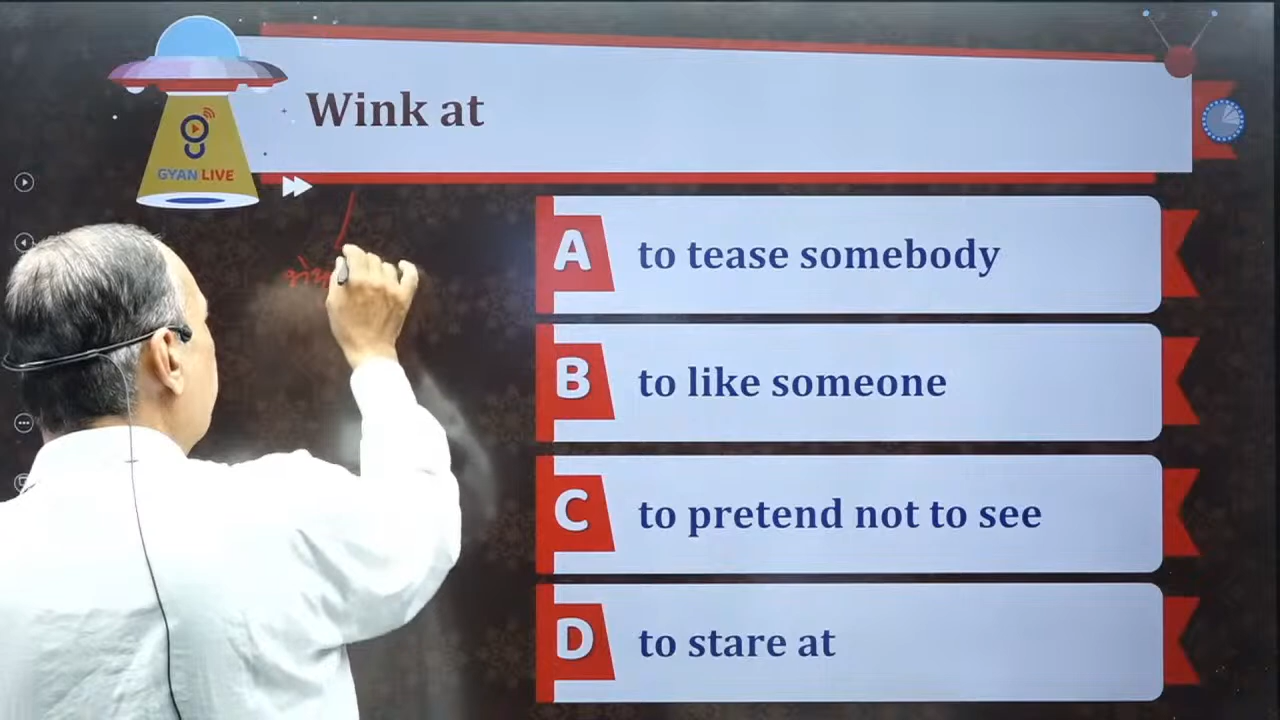 Wink at
GYAN LIVE
A to tease somebody
B to like someone
C to pretend not to see
D to stare at